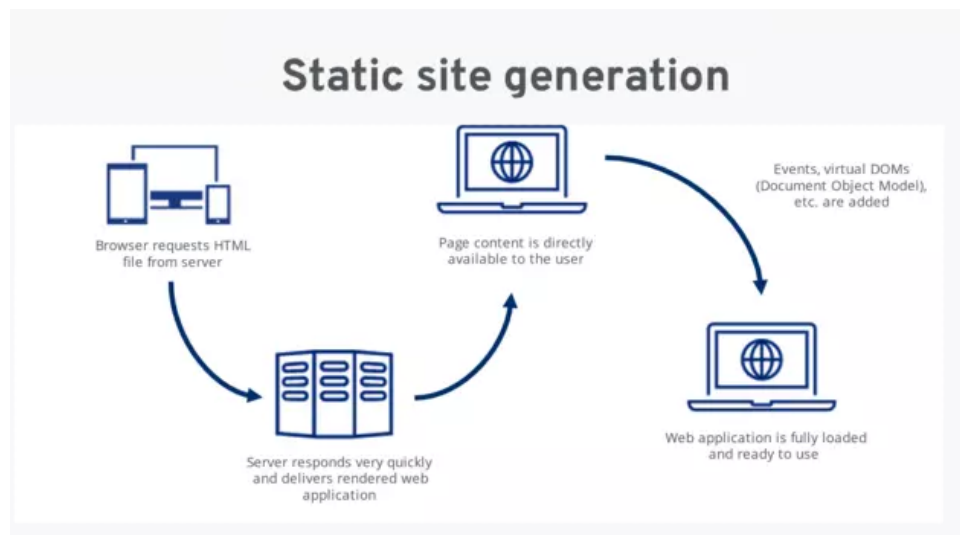 Static site generation
Browser requests HTML
file from server
Server responds very quickly
and delivers rendered web
application
Page content is directly
available to the user
Events, virtual DOMs
(Document Object Model),
etc. are added
Web application is fully loaded
and ready to use